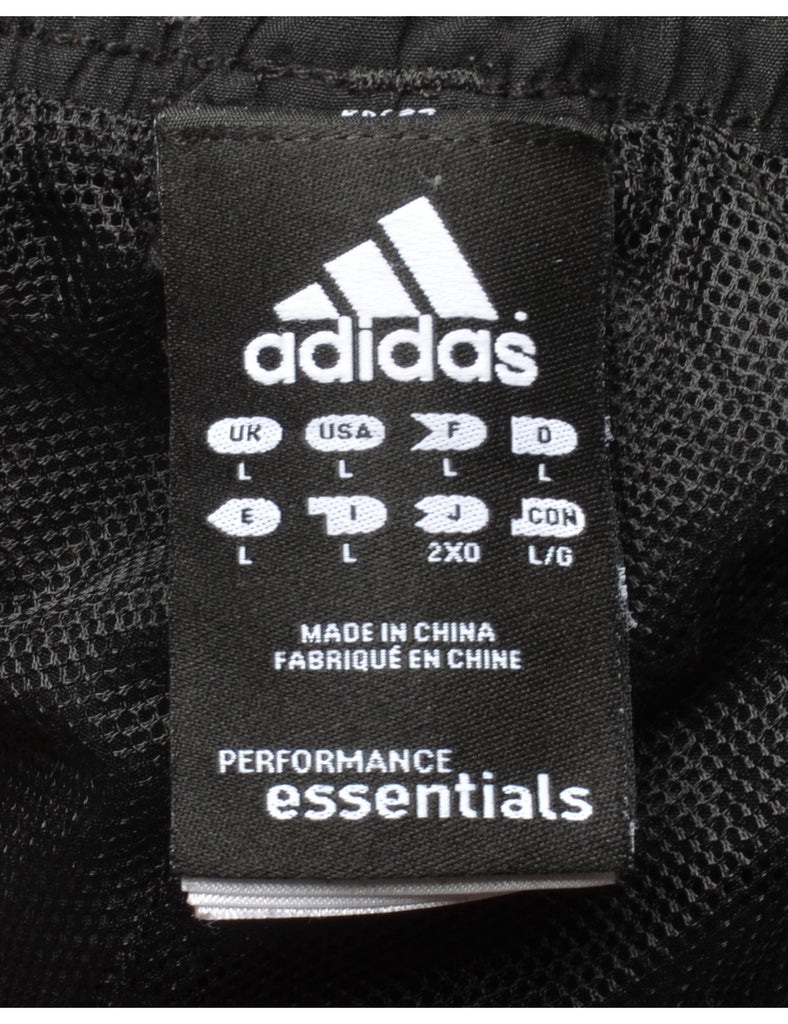 adidas
UK USA F D
L L L L
E I J CDN
L L 2XO L/G
MADE IN CHINA
FABRIQUÉ EN CHINE
PERFORMANCE
essentials